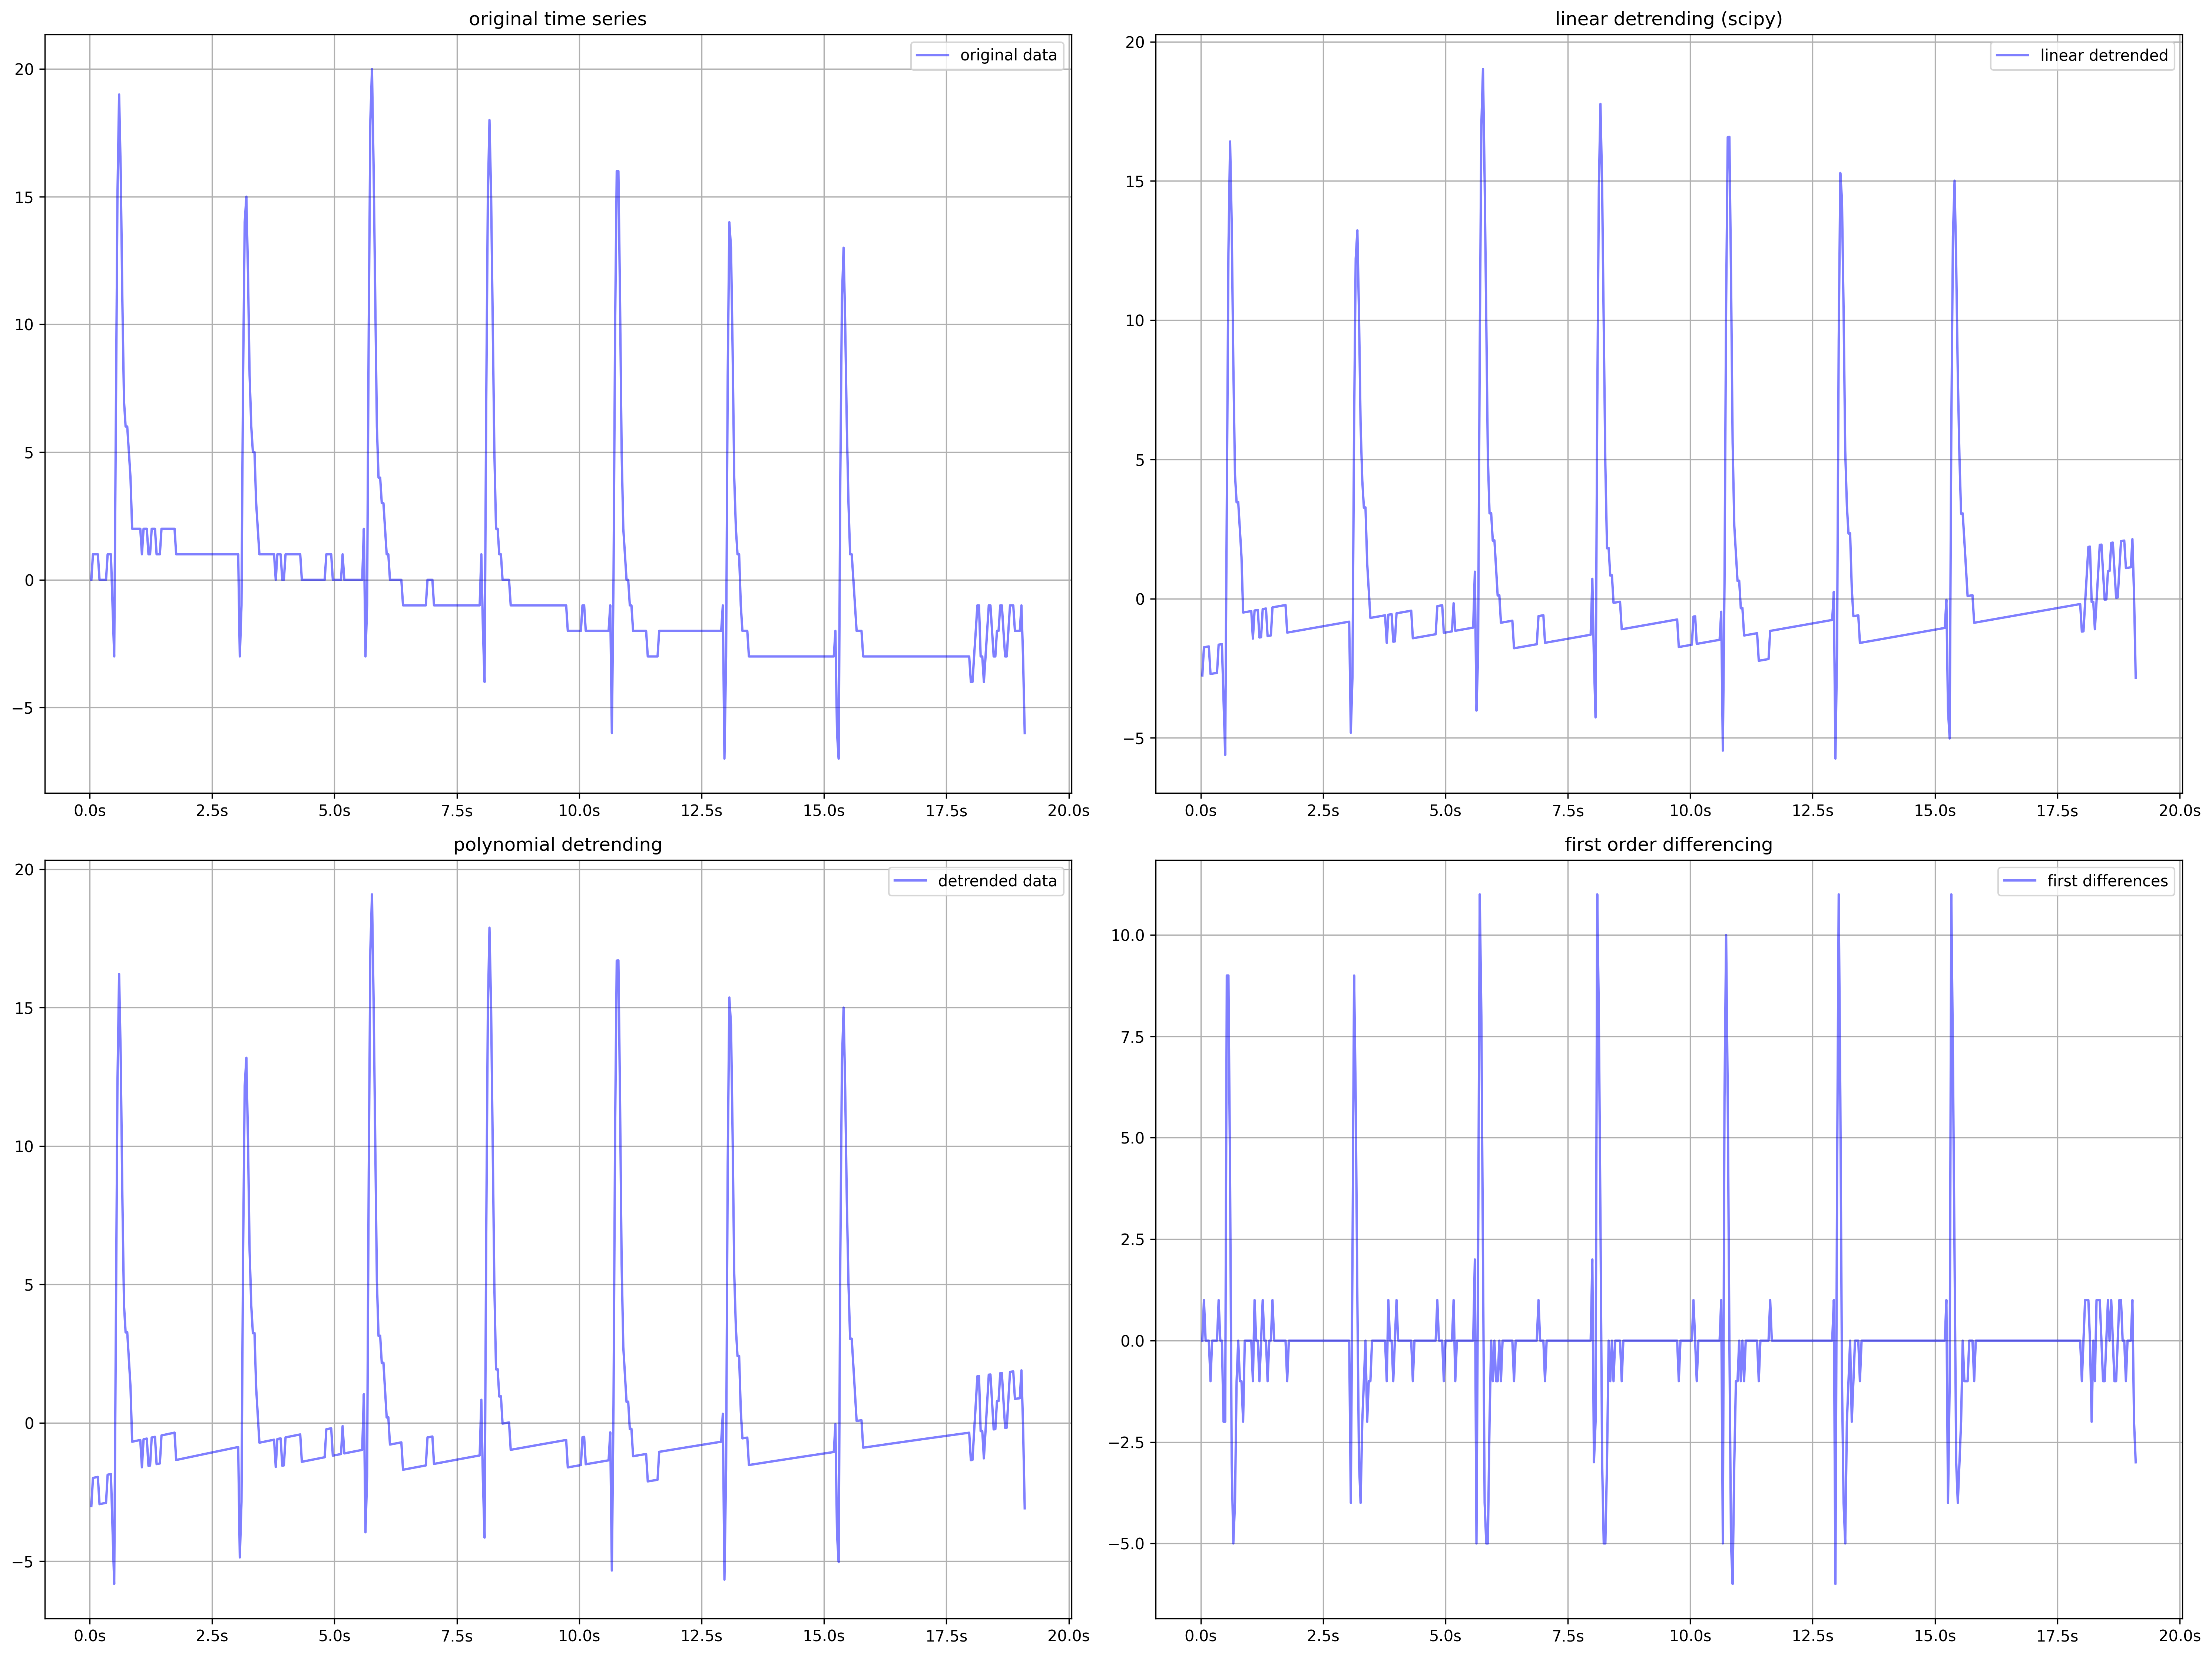 original time series
original data
20
15
10
5
0
−5
0.0s 2.5s 5.0s 7.5s 10.0s 12.5s 15.0s 17.5s 20.0s
linear detrending (scipy)
linear detrended
20
15
10
5
0
−5
0.0s 2.5s 5.0s 7.5s 10.0s 12.5s 15.0s 17.5s 20.0s
polynomial detrending
detrended data
20
15
10
5
0
−5
0.0s 2.5s 5.0s 7.5s 10.0s 12.5s 15.0s 17.5s 20.0s
first order differencing
first differences
10.0
7.5
5.0
2.5
0.0
−2.5
−5.0
0.0s 2.5s 5.0s 7.5s 10.0s 12.5s 15.0s 17.5s 20.0s